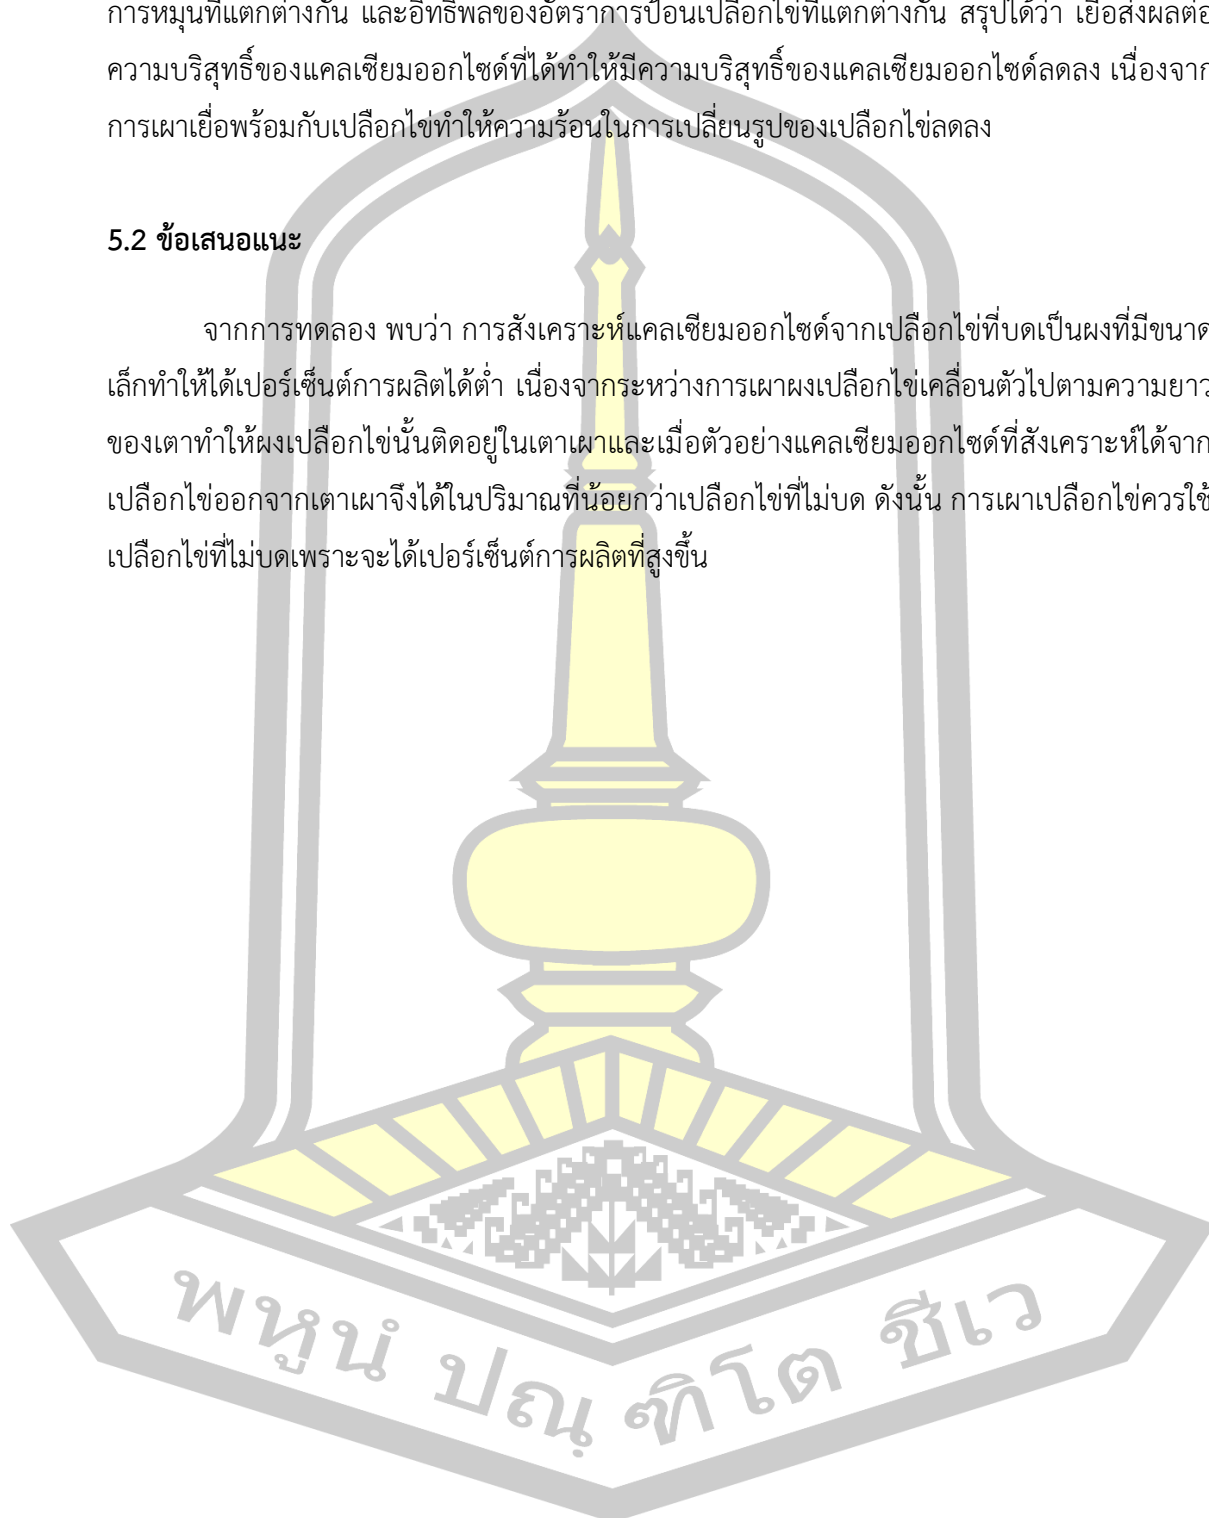 การหมุนที่แตกต่างกัน และอิทธิพลของอัตราการป้อนเปลือกไข่ที่แตกต่างกัน สรุปได้ว่า เยื่อส่งผลต่อ
ความบริสุทธิ์ของแคลเซียมออกไซด์ที่ได้ทำให้มีความบริสุทธิ์ของแคลเซียมออกไซด์ลดลง เนื่องจาก
การเผาเยื่อพร้อมกับเปลือกไข่ทำให้ความร้อนในการเปลี่ยนรูปของเปลือกไข่ลดลง
5.2 ข้อเสนอแนะ
จากการทดลอง พบว่า การสังเคราะห์แคลเซียมออกไซด์จากเปลือกไข่ที่บดเป็นผงที่มีขนาด
เล็กทำให้ได้เปอร์เซ็นต์การผลิตได้ต่ำ เนื่องจากระหว่างการเผาผงเปลือกไข่เคลื่อนตัวไปตามความยาว
ของเตาทำให้ผงเปลือกไข่นั้นติดอยู่ในเตาเผาและเมื่อตัวอย่างแคลเซียมออกไซด์ที่สังเคราะห์ได้จาก
เปลือกไข่ออกจากเตาเผาจึงได้ในปริมาณที่น้อยกว่าเปลือกไข่ที่ไม่บด ดังนั้น การเผาเปลือกไข่ควรใช้
เปลือกไข่ที่ไม่บดเพราะจะได้เปอร์เซ็นต์การผลิตที่สูงขึ้น
พหูนํ ปณฺ ฑิโต ชีเว